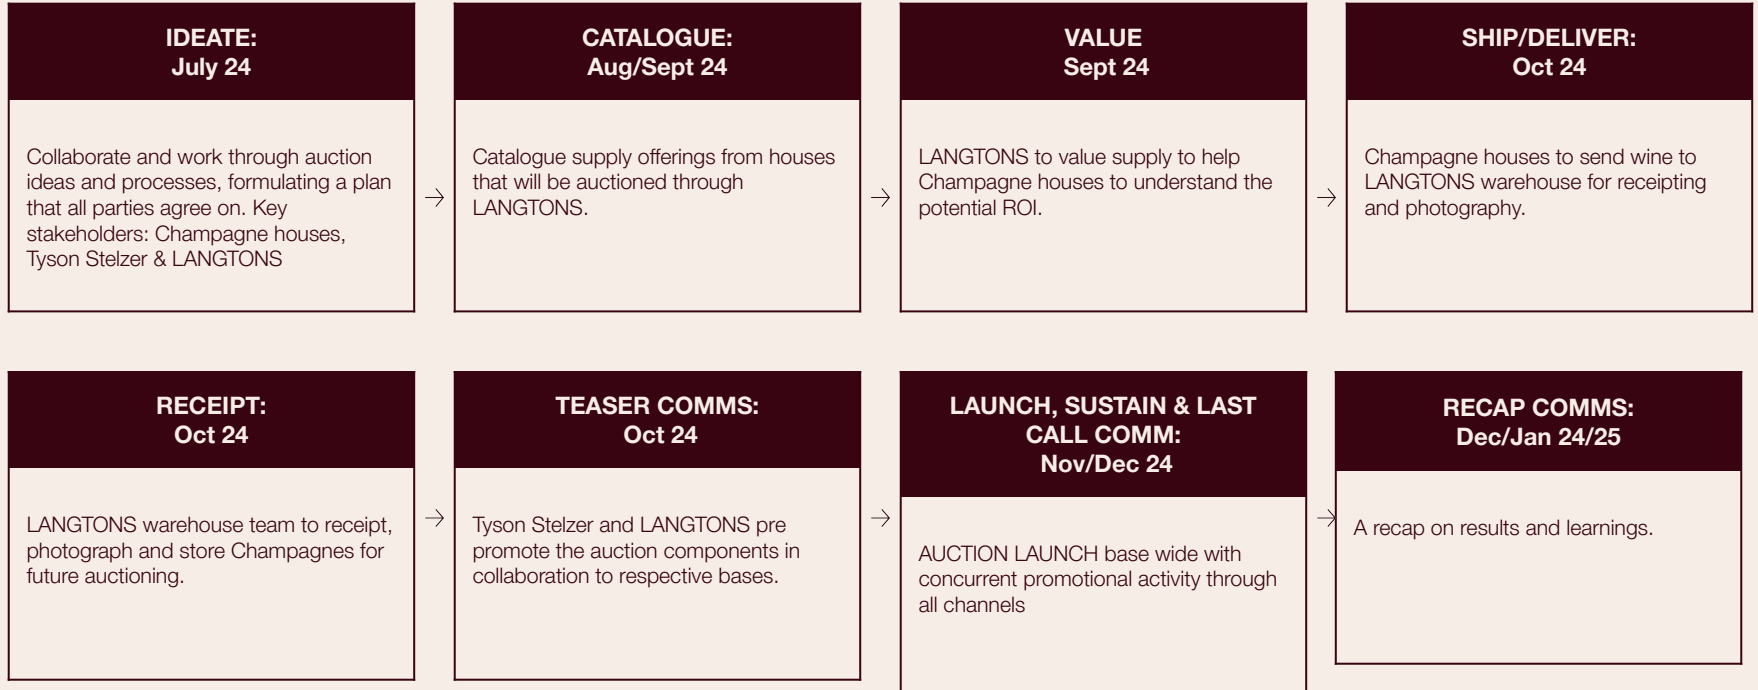 IDEATE:
July 24
Collaborate and work through auction
ideas and processes, formulating a plan
that all parties agree on. Key
stakeholders: Champagne houses,
Tyson Stelzer & LANGTONS
→
CATALOGUE:
Aug/Sept 24
Catalogue supply offerings from houses
that will be auctioned through
LANGTONS.
→
VALUE
Sept 24
LANGTONS to value supply to help
Champagne houses to understand the
potential ROI.
→
SHIP/DELIVER:
Oct 24
Champagne houses to send wine to
LANGTONS warehouse for receipting
and photography.
RECEIPT:
Oct 24
LANGTONS warehouse team to receipt,
photograph and store Champagnes for
future auctioning.
→
TEASER COMMS:
Oct 24
Tyson Stelzer and LANGTONS pre
promote the auction components in
collaboration to respective bases.
→
LAUNCH, SUSTAIN & LAST
CALL COMM:
Nov/Dec 24
AUCTION LAUNCH base wide with
concurrent promotional activity through
all channels
→
RECAP COMMS:
Dec/Jan 24/25
A recap on results and learnings.